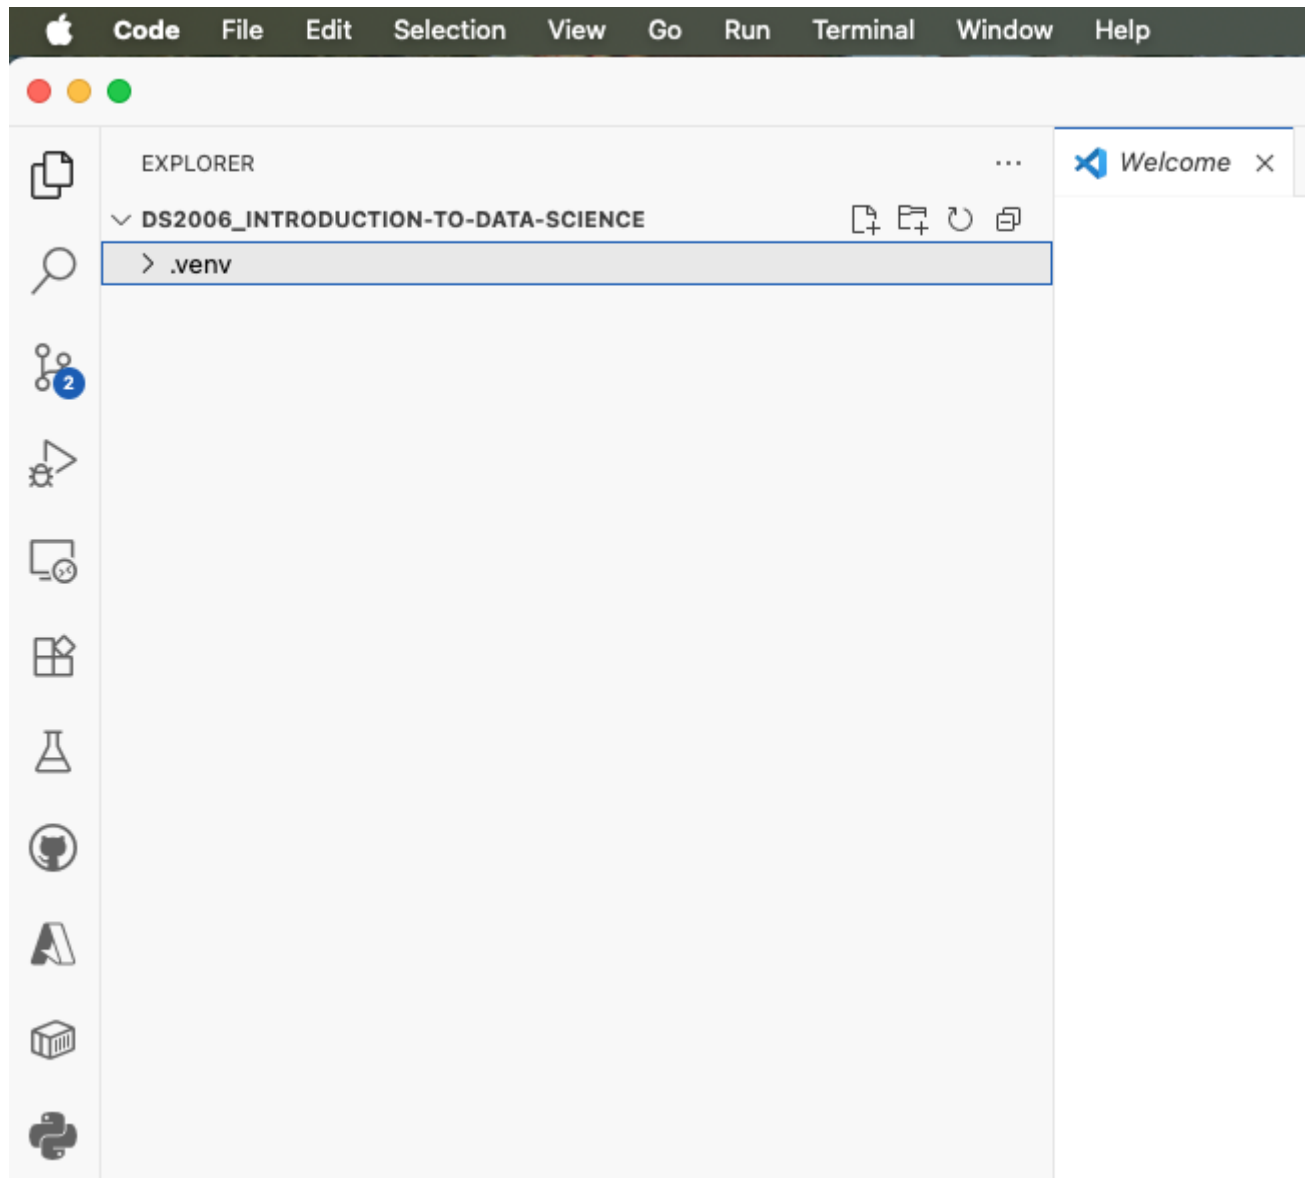 Code File Edit Selection View Go Run Terminal Window Help
EXPLORER
Welcome
DS2006_INTRODUCTION-TO-DATA-SCIENCE
.venv
2